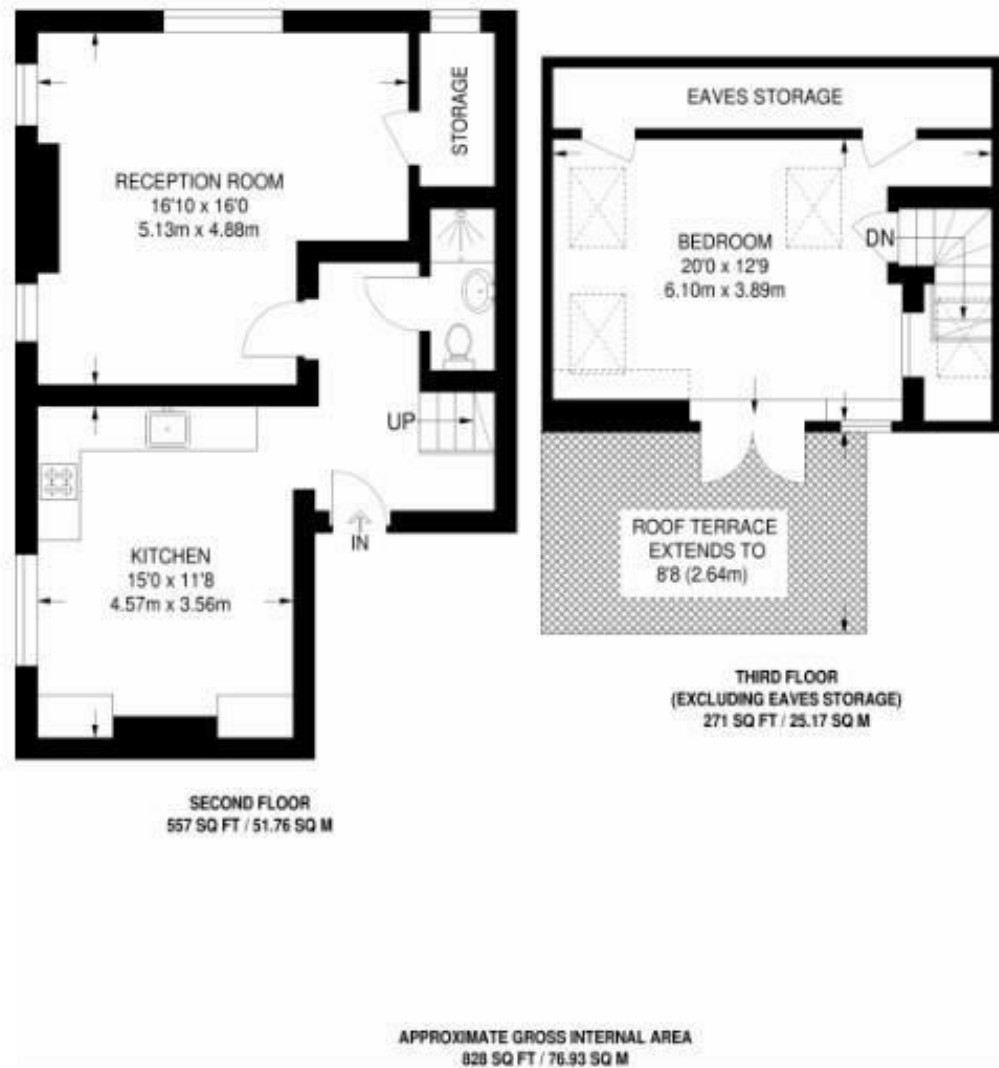 STORAGE
RECEPTION ROOM
16'10 x 16'0
5.13m x 4.88m
UP
IN
KITCHEN
15'0 x 11'8
4.57m x 3.56m
SECOND FLOOR
557 SQ FT / 51.76 SQ M
EAVES STORAGE
BEDROOM
20'0 x 12'9
6.10m x 3.89m
DN
ROOF TERRACE
EXTENDS TO
8'8 (2.64m)
THIRD FLOOR
(EXCLUDING EAVES STORAGE)
271 SQ FT / 25.17 SQ M
APPROXIMATE GROSS INTERNAL AREA
828 SQ FT / 76.93 SQ M